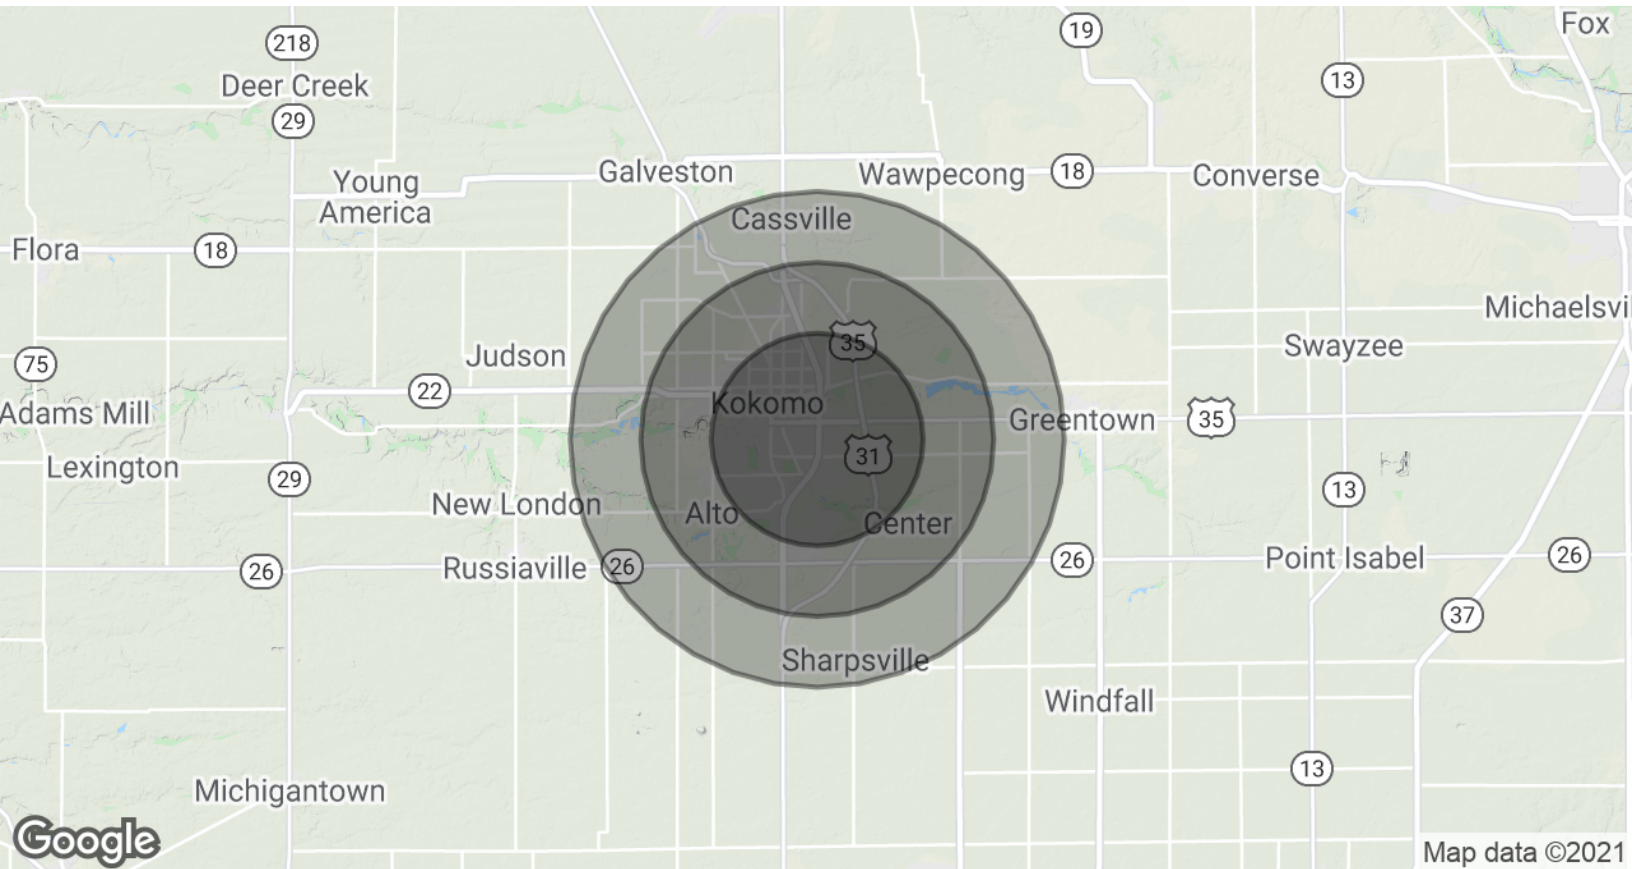 Fox
19
218
13
Deer Creek
29
Galveston
Wawpecong
18
Converse
Young
America
Cassville
Flora
18
Michaelsvil
35
Swayzee
Judson
75
22
Kokomo
Adams Mill
Greentown
35
31
Lexington
29
13
New London
Alto
Center
26
Russiaville
26
26
Point Isabel
26
37
Sharpsville
Windfall
13
Michigantown
Google
Map data ©2021